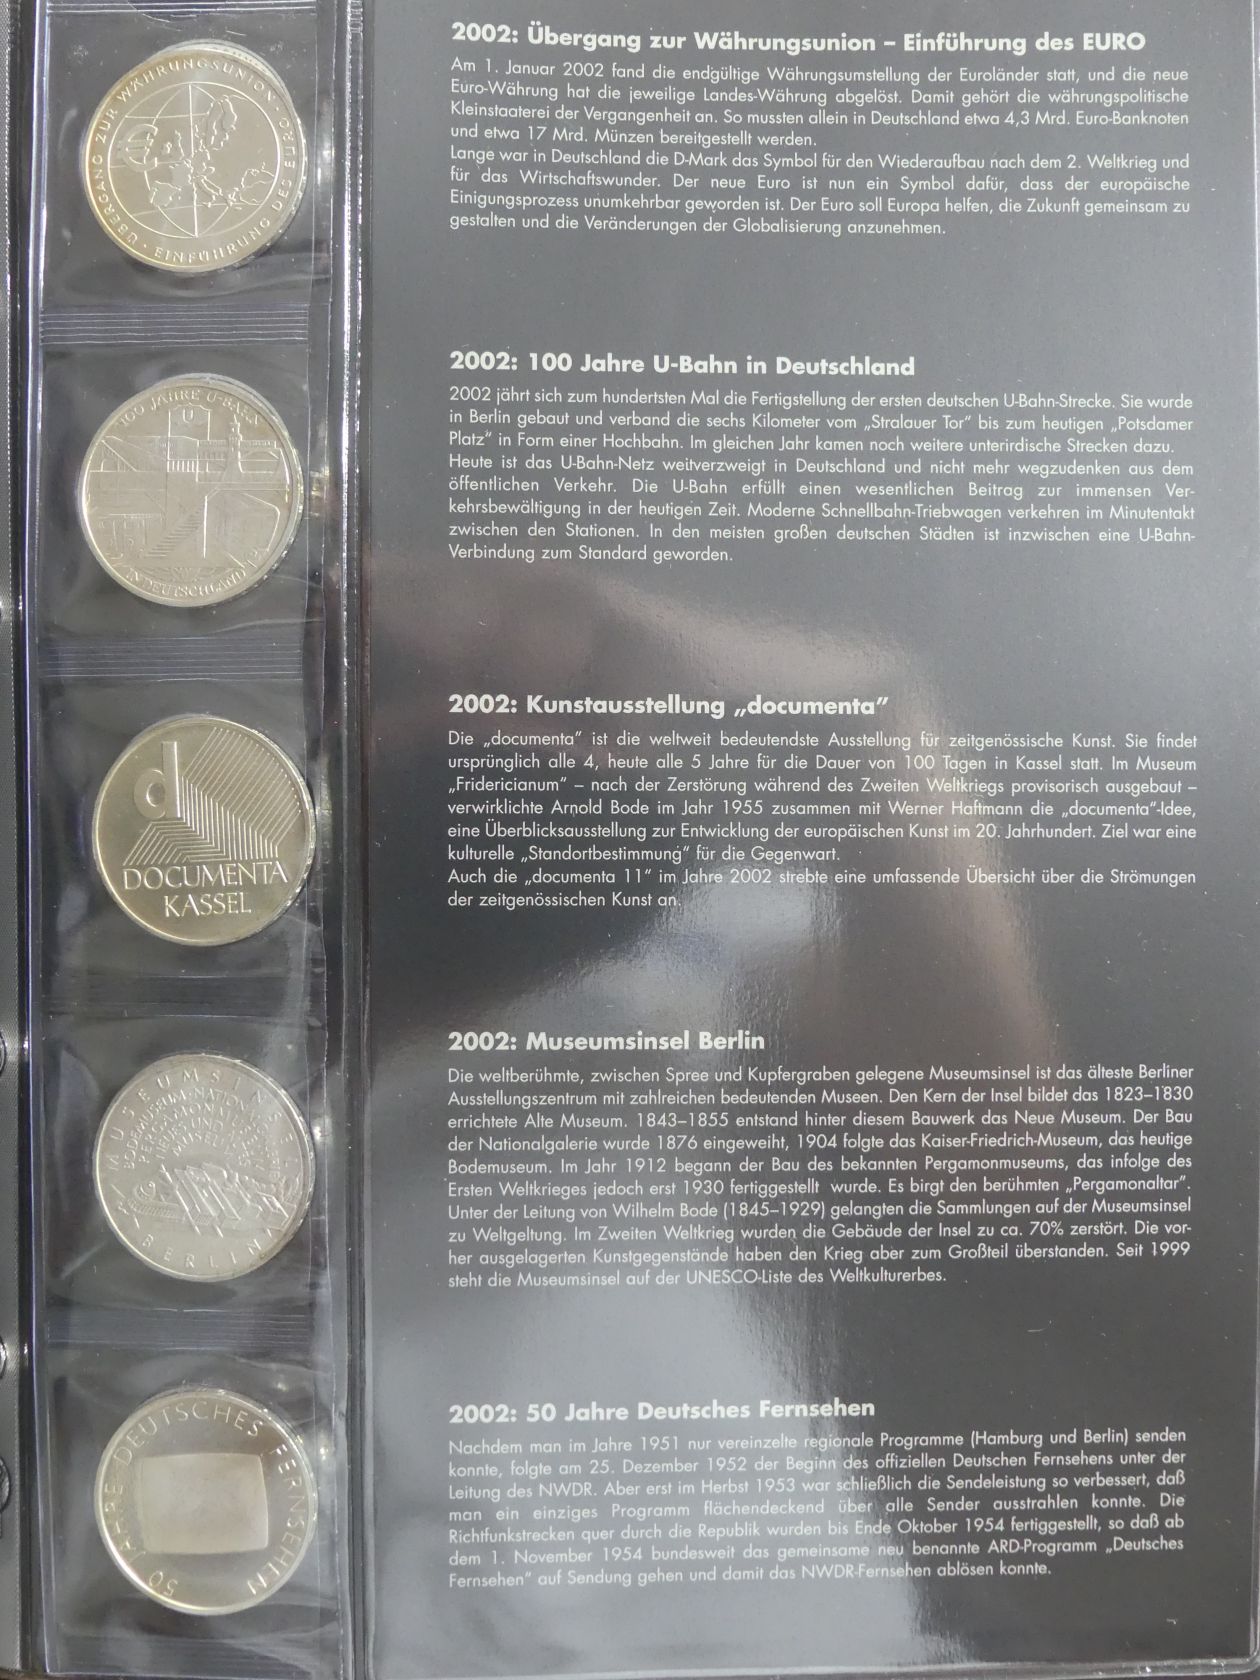 ÜBERGANG ZUR WÄHRUNGSUNION · EINFÜHRUNG DES EURO
2002: Übergang zur Währungsunion – Einführung des EURO
Am 1. Januar 2002 fand die endgültige Währungsumstellung der Euroländer statt, und die neue
Euro-Währung hat die jeweilige Landes-Währung abgelöst. Damit gehört die währungspolitische
Kleinstaaterei der Vergangenheit an. So mussten allein in Deutschland etwa 4,3 Mrd. Euro-Banknoten
und etwa 17 Mrd. Münzen bereitgestellt werden.
Lange war in Deutschland die D-Mark das Symbol für den Wiederaufbau nach dem 2. Weltkrieg und
für das Wirtschaftswunder. Der neue Euro ist nun ein Symbol dafür, dass der europäische
Einigungsprozess unumkehrbar geworden ist. Der Euro soll Europa helfen, die Zukunft gemeinsam zu
gestalten und die Veränderungen der Globalisierung anzunehmen.
100 JAHRE U-BAHN
U
IN DEUTSCHLAND
2002: 100 Jahre U-Bahn in Deutschland
2002 jährt sich zum hundertsten Mal die Fertigstellung der ersten deutschen U-Bahn-Strecke. Sie wurde
in Berlin gebaut und verband die sechs Kilometer vom „Stralauer Tor“ bis zum heutigen „Potsdamer
Platz“ in Form einer Hochbahn. Im gleichen Jahr kamen noch weitere unterirdische Strecken dazu.
Heute ist das U-Bahn-Netz weitverzweigt in Deutschland und nicht mehr wegzudenken aus dem
öffentlichen Verkehr. Die U-Bahn erfüllt einen wesentlichen Beitrag zur immensen Ver-
kehrsbewältigung in der heutigen Zeit. Moderne Schnellbahn-Triebwagen verkehren im Minutentakt
zwischen den Stationen. In den meisten großen deutschen Städten ist inzwischen eine U-Bahn-
Verbindung zum Standard geworden.
d
DOCUMENTA
KASSEL
2002: Kunstausstellung „documenta“
Die „documenta“ ist die weltweit bedeutendste Ausstellung für zeitgenössische Kunst. Sie findet
ursprünglich alle 4, heute alle 5 Jahre für die Dauer von 100 Tagen in Kassel statt. Im Museum
„Fridericianum“ – nach der Zerstörung während des Zweiten Weltkriegs provisorisch ausgebaut –
verwirklichte Arnold Bode im Jahr 1955 zusammen mit Werner Haftmann die „documenta“-Idee,
eine Überblicksausstellung zur Entwicklung der europäischen Kunst im 20. Jahrhundert. Ziel war eine
kulturelle „Standortbestimmung“ für die Gegenwart.
Auch die „documenta 11“ im Jahre 2002 strebte eine umfassende Übersicht über die Strömungen
der zeitgenössischen Kunst an.
MUSEUMSINSEL
BERLIN
BODEMUSEUM · NATIONALGALERIE
2002: Museumsinsel Berlin
Die weltberühmte, zwischen Spree und Kupfergraben gelegene Museumsinsel ist das älteste Berliner
Ausstellungszentrum mit zahlreichen bedeutenden Museen. Den Kern der Insel bildet das 1823–1830
errichtete Alte Museum. 1843–1855 entstand hinter diesem Bauwerk das Neue Museum. Der Bau
der Nationalgalerie wurde 1876 eingeweiht, 1904 folgte das Kaiser-Friedrich-Museum, das heutige
Bodemuseum. Im Jahr 1912 begann der Bau des bekannten Pergamonmuseums, das infolge des
Ersten Weltkrieges jedoch erst 1930 fertiggestellt wurde. Es birgt den berühmten „Pergamonaltar“.
Unter der Leitung von Wilhelm Bode (1845–1929) gelangten die Sammlungen auf der Museumsinsel
zu Weltgeltung. Im Zweiten Weltkrieg wurden die Gebäude der Insel zu ca. 70% zerstört. Die vor-
her ausgelagerten Kunstgegenstände haben den Krieg aber zum Großteil überstanden. Seit 1999
steht die Museumsinsel auf der UNESCO-Liste des Weltkulturerbes.
50 JAHRE DEUTSCHES FERNSEHEN
2002: 50 Jahre Deutsches Fernsehen
Nachdem man im Jahre 1951 nur vereinzelte regionale Programme (Hamburg und Berlin) senden
konnte, folgte am 25. Dezember 1952 der Beginn des offiziellen Deutschen Fernsehens unter der
Leitung des NWDR. Aber erst im Herbst 1953 war schließlich die Sendeleistung so verbessert, daß
man ein einziges Programm flächendeckend über alle Sender ausstrahlen konnte. Die
Richtfunkstrecken quer durch die Republik wurden bis Ende Oktober 1954 fertiggestellt, so daß ab
dem 1. November 1954 bundesweit das gemeinsame neu benannte ARD-Programm „Deutsches
Fernsehen“ auf Sendung gehen und damit das NWDR-Fernsehen ablösen konnte.